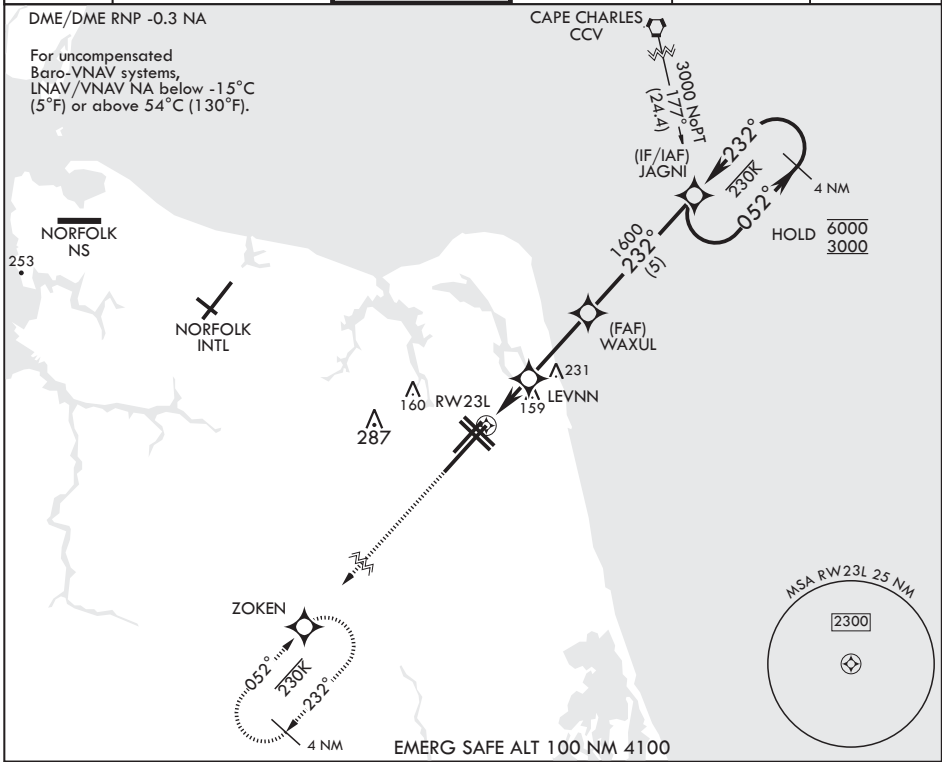 DME/DME RNP -0.3 NA
For uncompensated
Baro-VNAV systems,
LNAV/VNAV NA below -15°C
(5°F) or above 54°C (130°F).
CAPE CHARLES
CCV
3000 NoPT
177°
(24.4)
(IF/IAF)
JAGNI
232°
230K
052°
4 NM
HOLD
6000
3000
1600
232°
(5)
NORFOLK
NS
253
NORFOLK
INTL
(FAF)
WAXUL
231
LEVNN
159
160
RW23L
287
ZOKEN
052°
230K
232°
4 NM
MSA RW23L 25 NM
2300
EMERG SAFE ALT 100 NM 4100